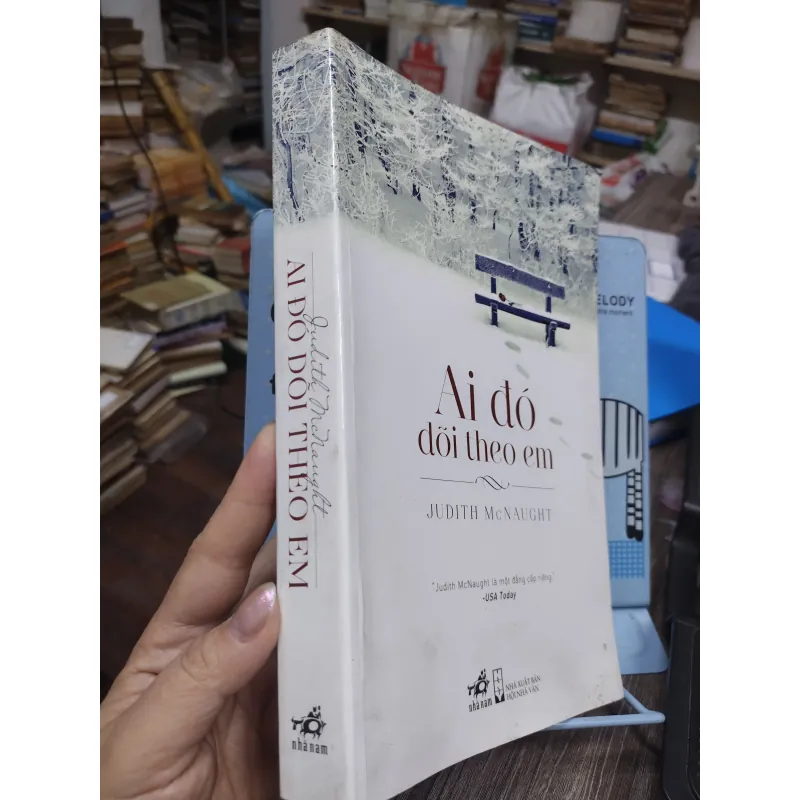 AI ĐÓ DÕI THEO EM
Judith McNaught
nhã nam
Ai đó
dõi theo em
JUDITH McNAUGHT
"Judith McNaught là một đẳng cấp riêng."
-USA Today
nhã nam
NHÀ XUẤT BẢN
HỘI NHÀ VĂN
ELODY
moment